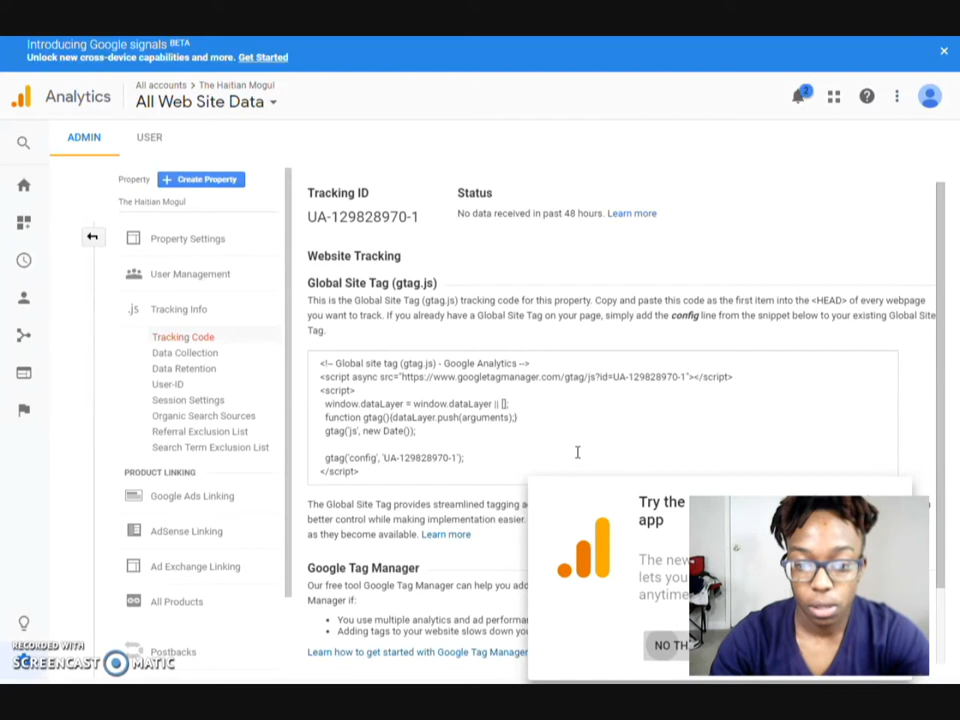 Introducing Google signals BETA
Unlock new cross-device capabilities and more. Get Started
Analytics
All accounts > The Haitian Mogul
All Web Site Data
2
ADMIN
USER
Property
+ Create Property
The Haitian Mogul
Property Settings
User Management
.js Tracking Info
Tracking Code
Data Collection
Data Retention
User-ID
Session Settings
Organic Search Sources
Referral Exclusion List
Search Term Exclusion List
PRODUCT LINKING
Google Ads Linking
AdSense Linking
Ad Exchange Linking
All Products
Postbacks
Tracking ID
UA-129828970-1
Status
No data received in past 48 hours. Learn more
Website Tracking
Global Site Tag (gtag.js)
This is the Global Site Tag (gtag.js) tracking code for this property. Copy and paste this code as the first item into the <HEAD> of every webpage
you want to track. If you already have a Global Site Tag on your page, simply add the config line from the snippet below to your existing Global Site
Tag.
<!-- Global site tag (gtag.js) - Google Analytics -->
<script async src="https://www.googletagmanager.com/gtag/js?id=UA-129828970-1"></script>
<script>
window.dataLayer = window.dataLayer || [];
function gtag(){dataLayer.push(arguments);}
gtag('js', new Date());
gtag('config', 'UA-129828970-1');
</script>
The Global Site Tag provides streamlined tagging a
better control while making implementation easier.
as they become available. Learn more
Google Tag Manager
Our free tool Google Tag Manager can help you add
Manager if:
You use multiple analytics and ad performa
Adding tags to your website slows down you
Learn how to get started with Google Tag Manager
Try the
app
The new
lets you
anytime
NO TH
RECORDED WITH
SCREENCAST MATIC